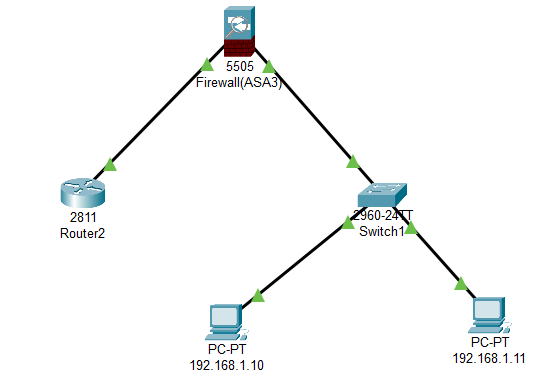 5505
Firewall(ASA3)
2811
Router2
2960-24TT
Switch1
PC-PT
192.168.1.10
PC-PT
192.168.1.11